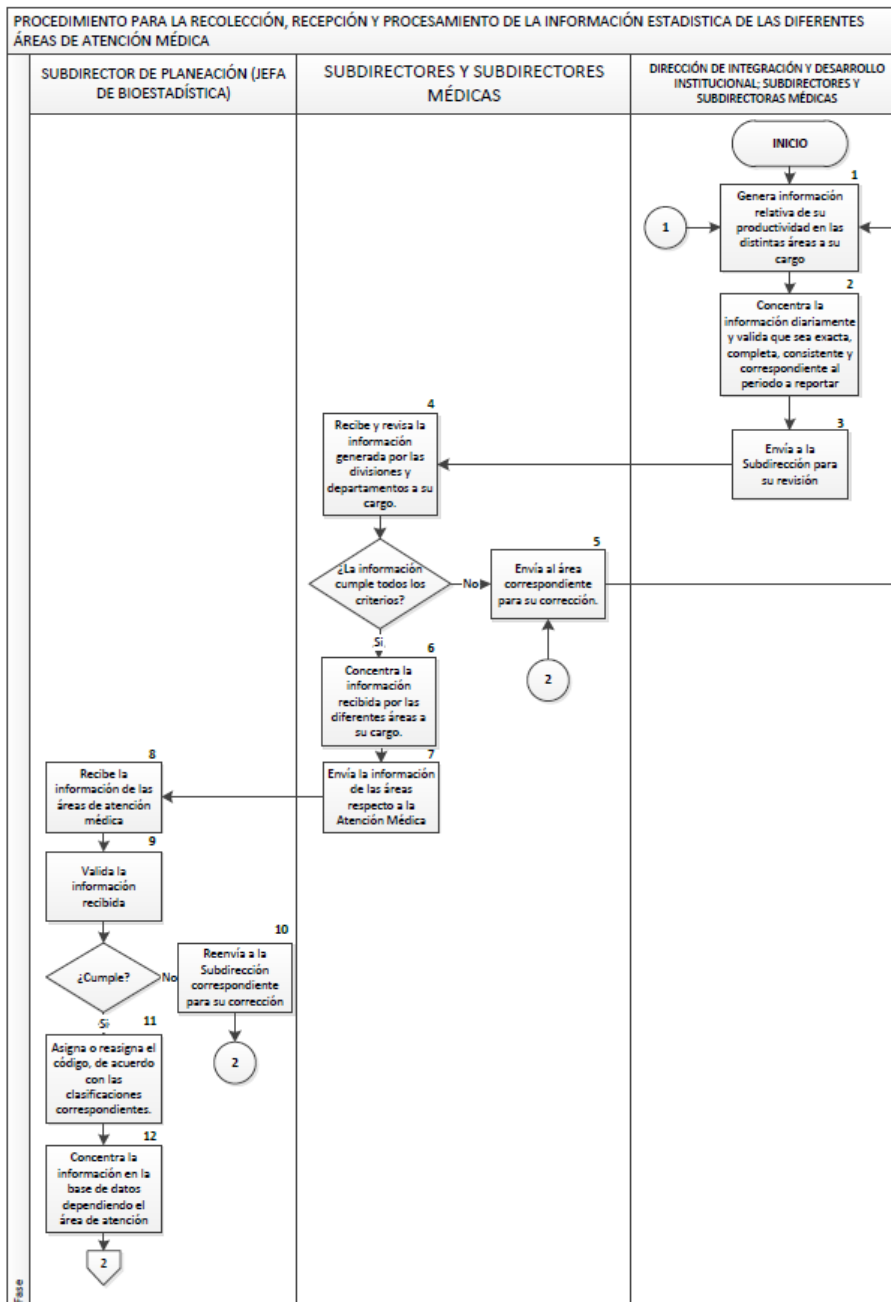 PROCEDIMIENTO PARA LA RECOLECCIÓN, RECEPCIÓN Y PROCESAMIENTO DE LA INFORMACIÓN ESTADISTICA DE LAS DIFERENTES
ÁREAS DE ATENCIÓN MÉDICA
SUBDIRECTOR DE PLANEACIÓN (JEFA
DE BIOESTADÍSTICA)
SUBDIRECTORES Y SUBDIRECTORES
MÉDICAS
DIRECCIÓN DE INTEGRACIÓN Y DESARROLLO
INSTITUCIONAL; SUBDIRECTORES Y
SUBDIRECTORAS MÉDICAS
INICIO
1
Genera información
relativa de su
productividad en las
distintas áreas a su
cargo
1
2
Concentra la
información diariamente
y valida que sea exacta,
completa, consistente y
correspondiente al
periodo a reportar
3
Envía a la
Subdirección para
su revisión
4
Recibe y revisa la
información
generada por las
divisiones y
departamentos a su
cargo.
¿La información
cumple todos los
criterios?
No
Si
5
Envía al área
correspondiente
para su corrección.
2
6
Concentra la
información
recibida por las
diferentes áreas a
su cargo.
7
Envía la información
de las áreas
respecto a la
Atención Médica
8
Recibe la
información de las
áreas de atención
médica
9
Valida la
información
recibida
¿Cumple?
No
Si
10
Reenvía a la
Subdirección
correspondiente
para su corrección
2
11
Asigna o reasigna el
código, de acuerdo
con las
clasificaciones
correspondientes.
12
Concentra la
información en la
base de datos
dependiendo el
área de atención
2
Fase